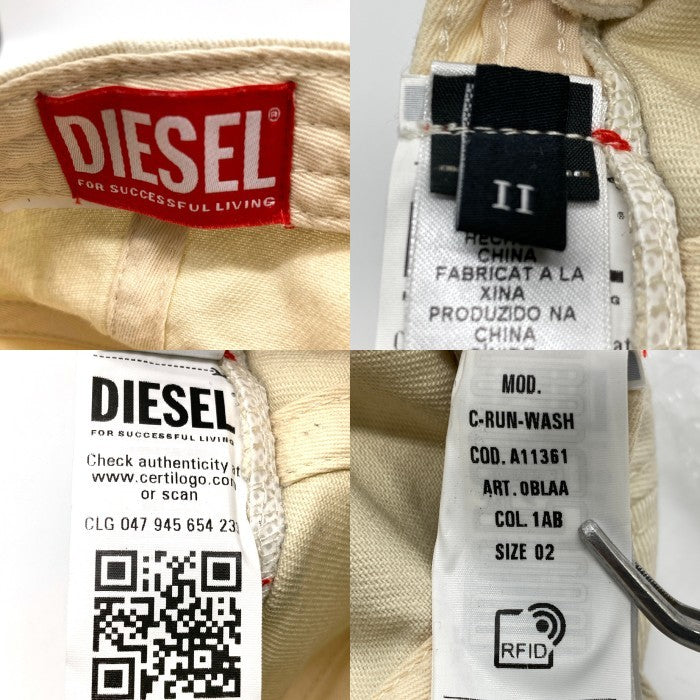 DIESEL®
FOR SUCCESSFUL LIVING
II
CHINA
FABRICAT A LA
XINA
PRODUZIDO NA
CHINA
DIESEL
FOR SUCCESSFUL LIVING
Check authenticity at
www.certilogo.com
or scan
CLG 047 945 654 23
MOD.
C-RUN-WASH
COD. A11361
ART. 0BLAA
COL. 1AB
SIZE 02
RFID